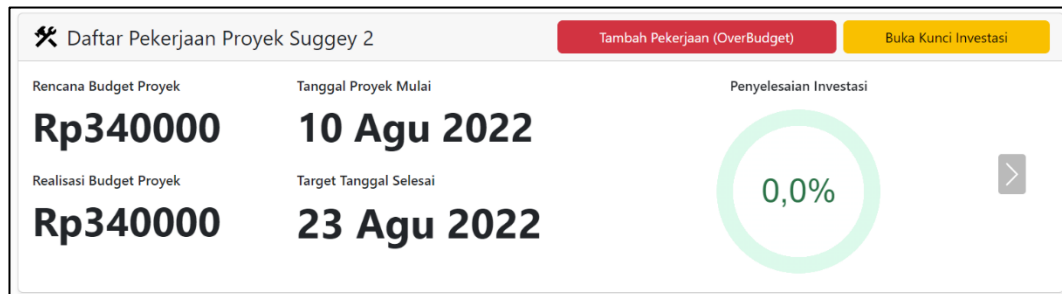 Daftar Pekerjaan Proyek Suggey 2
Tambah Pekerjaan (OverBudget)
Buka Kunci Investasi
Rencana Budget Proyek
Rp340000
Tanggal Proyek Mulai
10 Agu 2022
Realisasi Budget Proyek
Rp340000
Target Tanggal Selesai
23 Agu 2022
Penyelesaian Investasi
0,0%